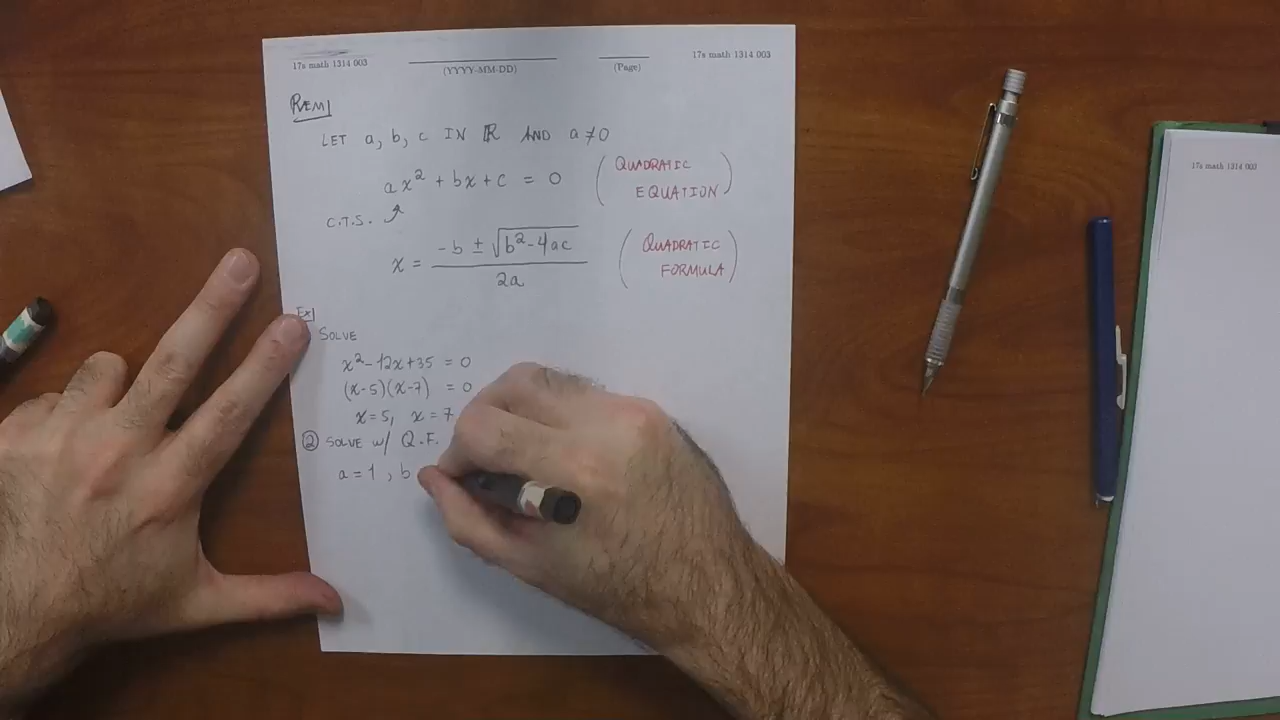 17s math 1314 003 (YYYY-MM-DD) (Page) 17s math 1314 003
REM
LET a, b, c IN ℝ AND a ≠ 0
ax² + bx + c = 0 (QUADRATIC EQUATION)
C.T.S.
x = (-b ± √(b² - 4ac)) / 2a (QUADRATIC FORMULA)
EX
SOLVE
x² - 12x + 35 = 0
(x-5)(x-7) = 0
x = 5, x = 7
② SOLVE w/ Q.F.
a = 1, b
17s math 1314 003